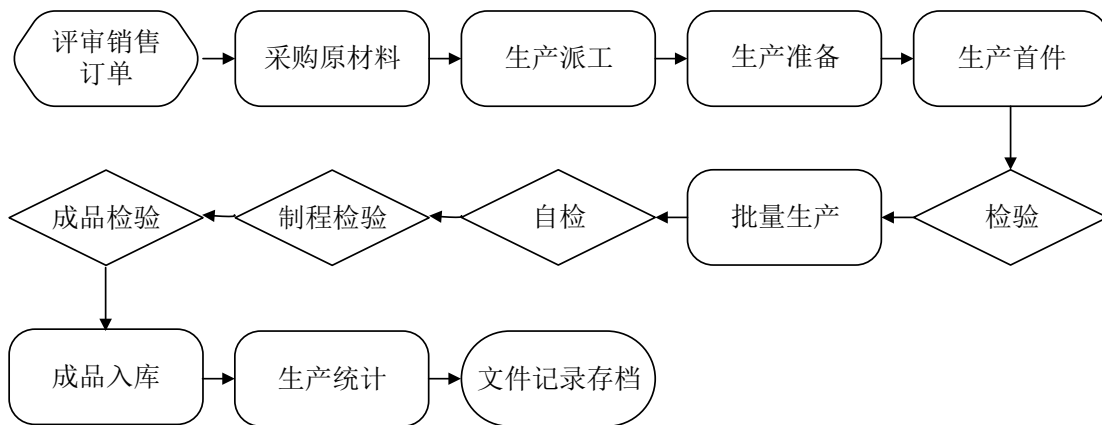 评审销售
订单
采购原材料
生产派工
生产准备
生产首件
检验
批量生产
自检
制程检验
成品检验
成品入库
生产统计
文件记录存档